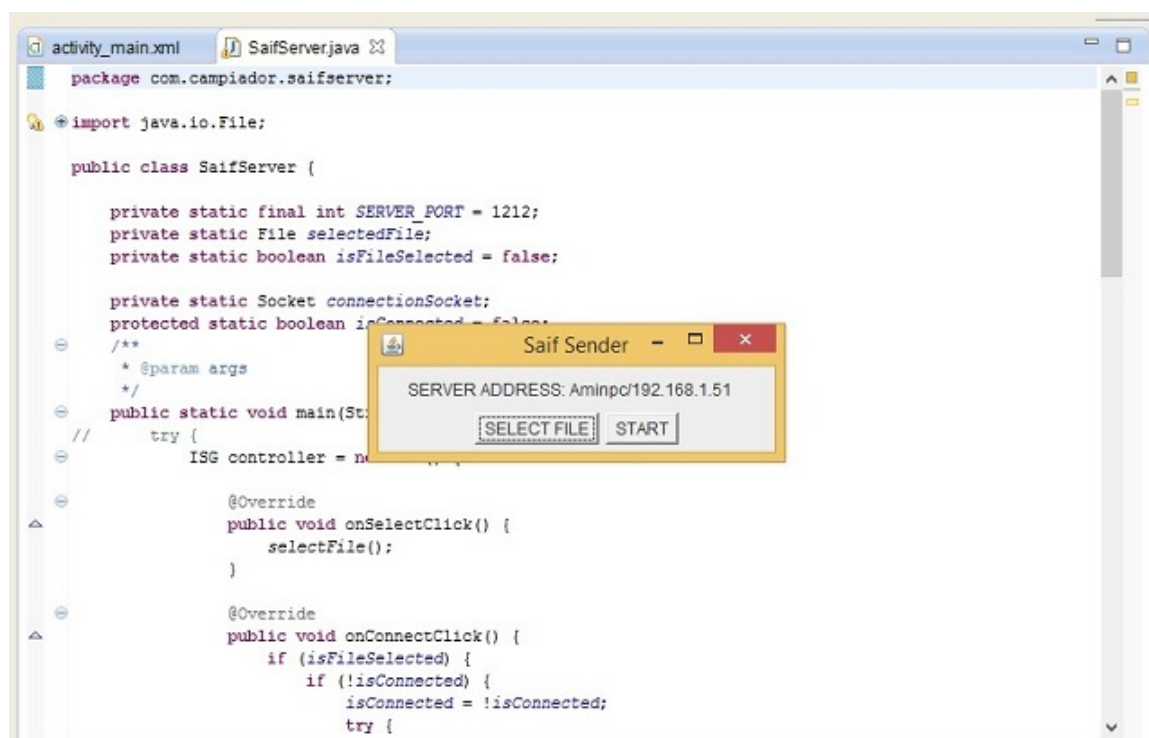 activity_main.xml
SaifServer.java
package com.campiador.saifserver;
import java.io.File;
public class SaifServer {
private static final int SERVER_PORT = 1212;
private static File selectedFile;
private static boolean isFileSelected = false;
private static Socket connectionSocket;
protected static boolean isConnected = false;
/**
* @param args
*/
public static void main(St
// try {
ISG controller =
@Override
public void onSelectClick() {
selectFile();
}
@Override
public void onConnectClick() {
if (isFileSelected) {
if (!isConnected) {
isConnected = !isConnected;
try {
Saif Sender
SERVER ADDRESS: Aminpc/192.168.1.51
SELECT FILE
START